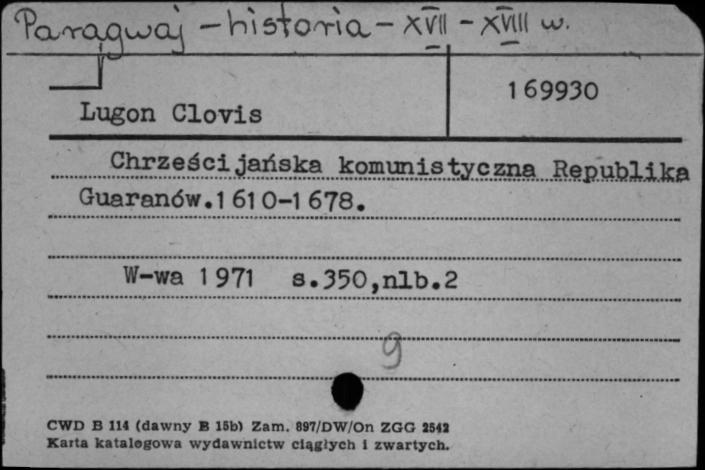 Paragwaj – historia – XVII – XVIII w.
169930
Lugon Clovis
Chrześcijańska komunistyczna Republika
Guaranów.1610-1678.
W-wa 1971 s.350,nlb.2
9
CWD B 114 (dawny B 15b) Zam. 897/DW/On ZGG 2542
Karta katalogowa wydawnictw ciągłych i zwartych.